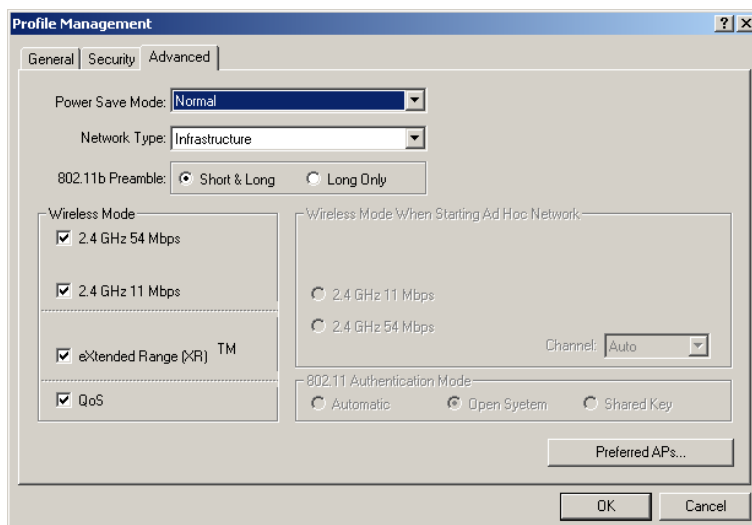 Profile Management
General Security Advanced
Power Save Mode: Normal
Network Type: Infrastructure
802.11b Preamble: Short & Long Long Only
Wireless Mode
2.4 GHz 54 Mbps
2.4 GHz 11 Mbps
eXtended Range (XR) TM
QoS
Wireless Mode When Starting Ad Hoc Network
2.4 GHz 11 Mbps
2.4 GHz 54 Mbps
Channel: Auto
802.11 Authentication Mode
Automatic Open Syetem Shared Key
Preferred APs...
OK Cancel